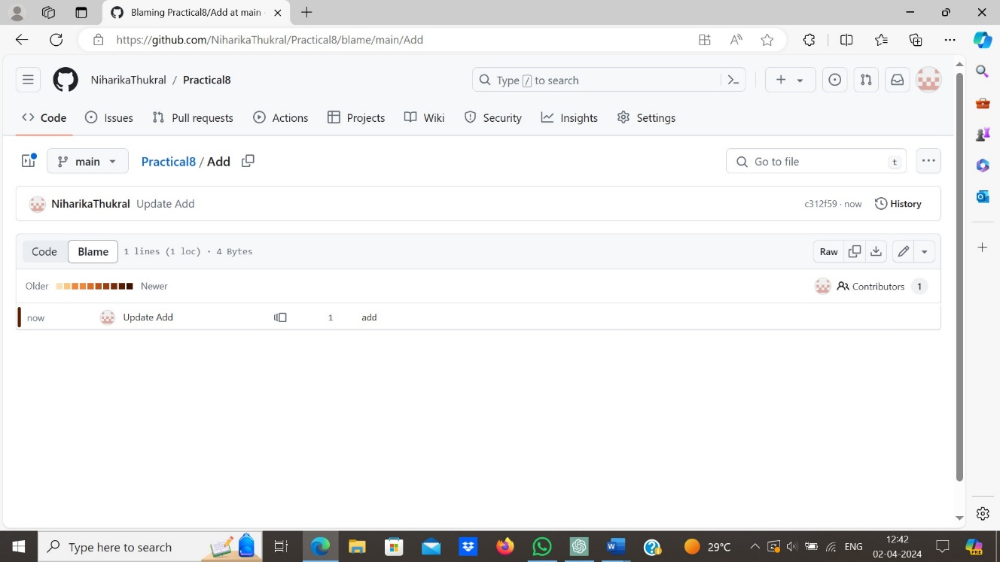 Blaming Practical8/Add at main
https://github.com/NiharikaThukral/Practical8/blame/main/Add
NiharikaThukral / Practical8
Type / to search
Code Issues Pull requests Actions Projects Wiki Security Insights Settings
main Practical8 / Add Go to file t
NiharikaThukral Update Add c312f59 · now History
Code Blame 1 lines (1 loc) · 4 Bytes Raw
Older Newer Contributors 1
now Update Add 1 add
Type here to search 29°C ENG 12:42
02-04-2024
PRE